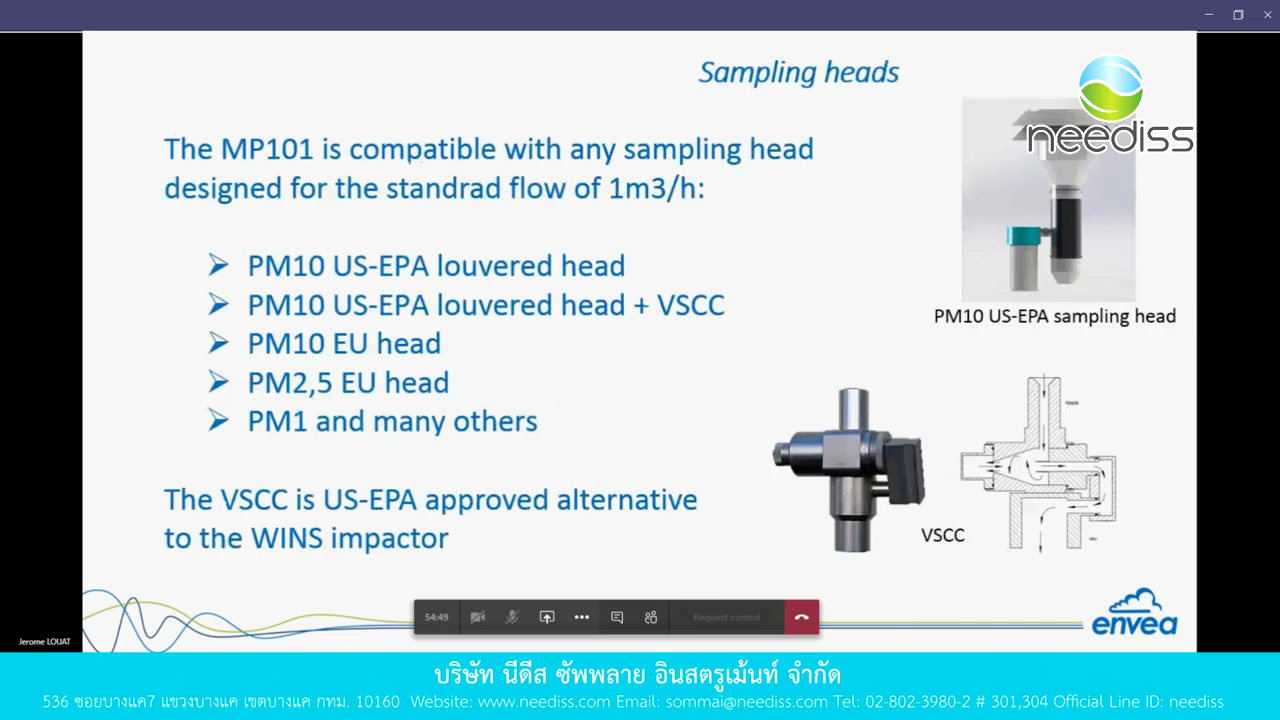 Sampling heads
neediss
The MP101 is compatible with any sampling head
designed for the standrad flow of 1m3/h:
PM10 US-EPA louvered head
PM10 US-EPA louvered head + VSCC
PM10 EU head
PM2,5 EU head
PM1 and many others
PM10 US-EPA sampling head
The VSCC is US-EPA approved alternative
to the WINS impactor
VSCC
54:49
Request control
envea
Jerome LOUAT
บริษัท นีดีส ซัพพลาย อินสตรูเม้นท์ จำกัด
536 ซอยบางแค7 แขวงบางแค เขตบางแค กทม. 10160 Website: www.neediss.com Email: sommai@neediss.com Tel: 02-802-3980-2 # 301,304 Official Line ID: neediss